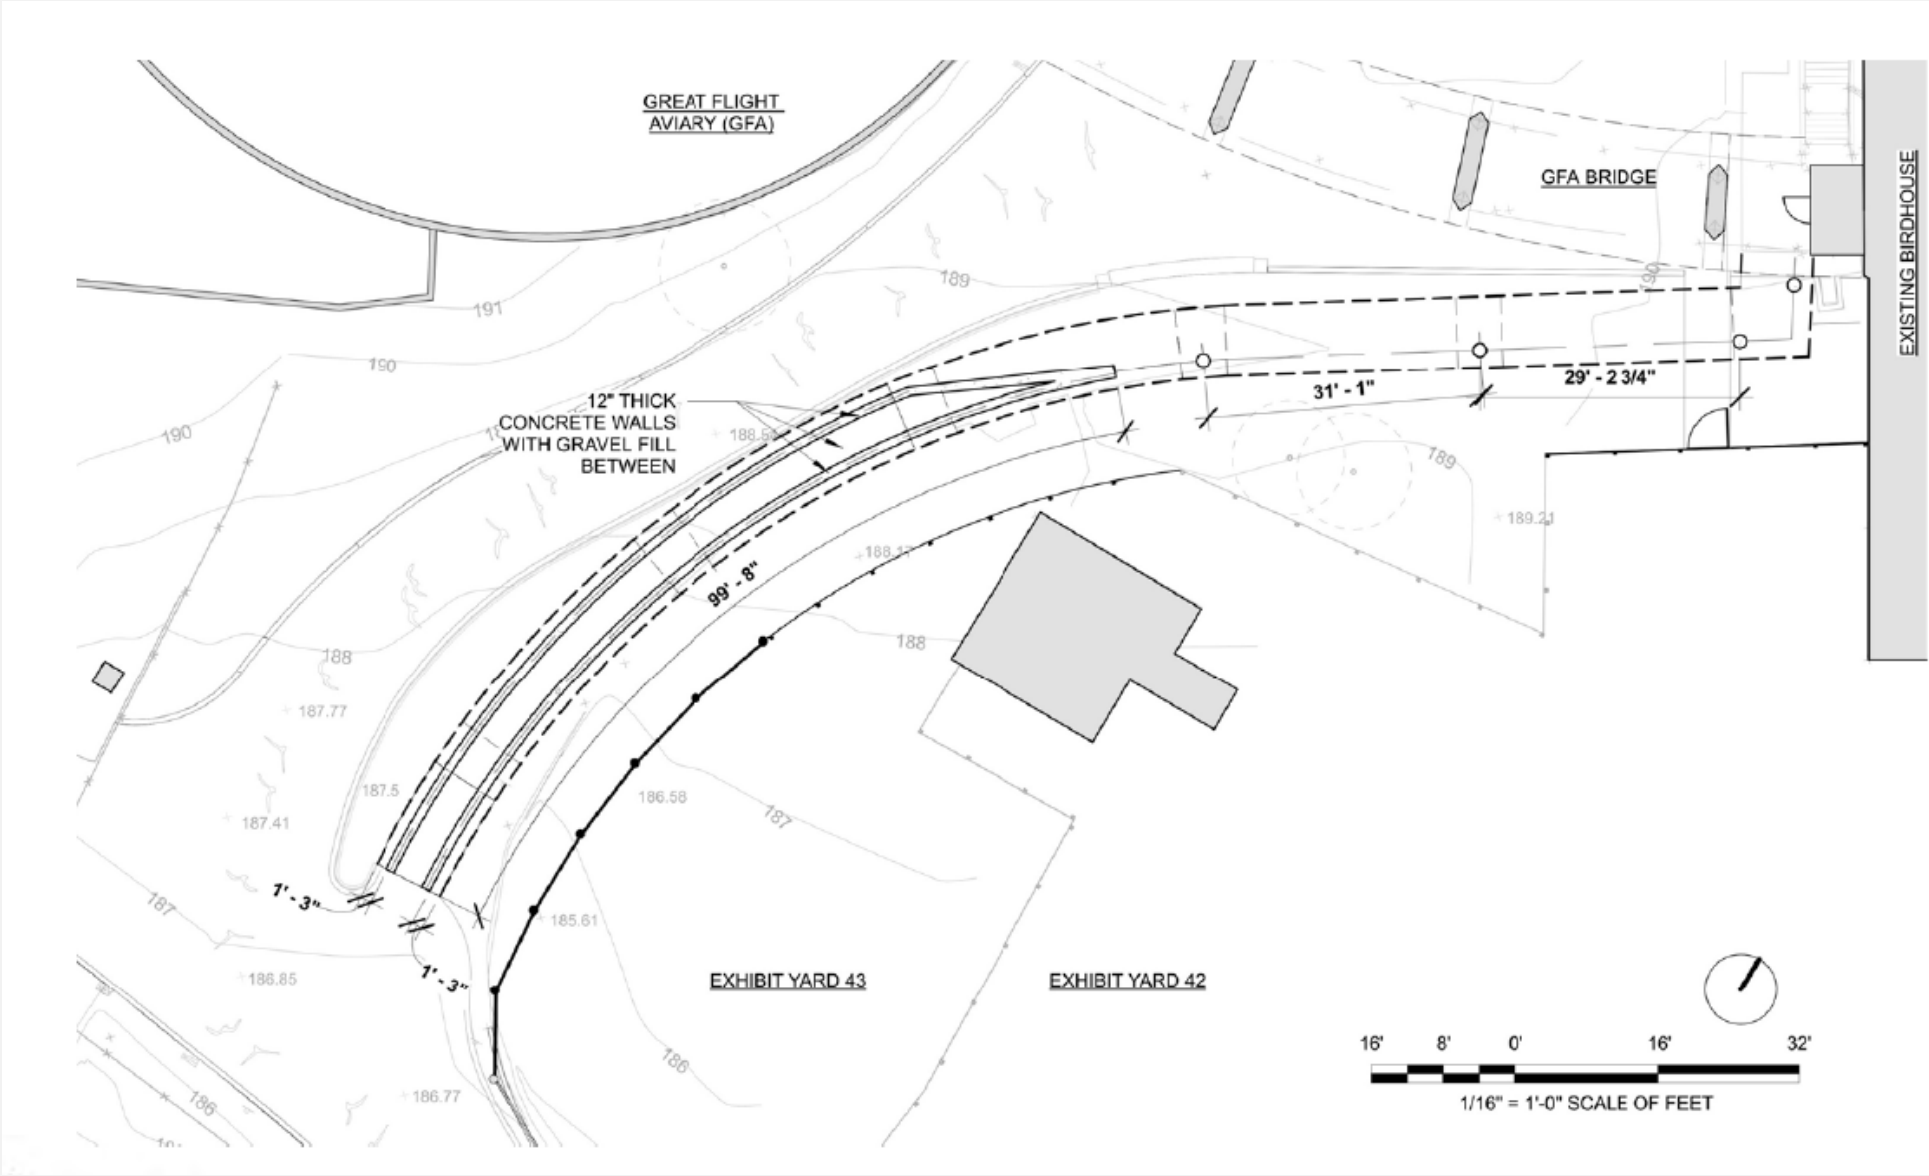 GREAT FLIGHT
AVIARY (GFA)
GFA BRIDGE
EXISTING BIRDHOUSE
191
190
189
190
190
12" THICK
CONCRETE WALLS
WITH GRAVEL FILL
BETWEEN
31' - 1"
29' - 2 3/4"
189
189.21
188.17
99' - 8"
188
188
187.77
187.5
187.41
186.58
187
1' - 3"
187
185.61
1' - 3"
186.85
EXHIBIT YARD 43
EXHIBIT YARD 42
186
186.77
186
16' 8' 0' 16' 32'
1/16" = 1'-0" SCALE OF FEET